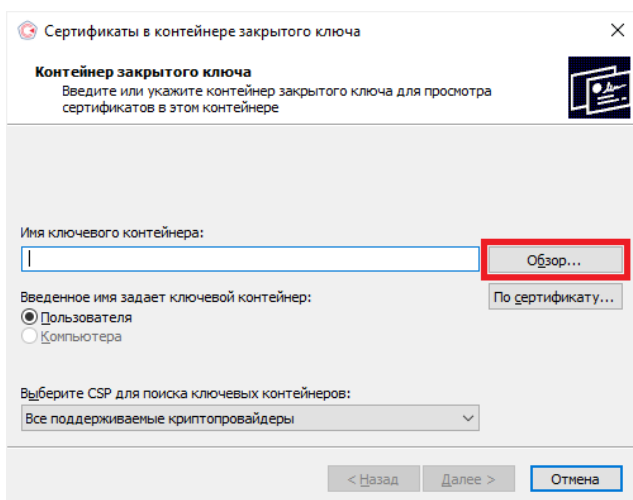 Сертификаты в контейнере закрытого ключа
Контейнер закрытого ключа
Введите или укажите контейнер закрытого ключа для просмотра
сертификатов в этом контейнере
Имя ключевого контейнера:
Обзор...
Введенное имя задает ключевой контейнер:
По сертификату...
Пользователя
Компьютера
Выберите CSP для поиска ключевых контейнеров:
Все поддерживаемые криптопровайдеры
< Назад
Далее >
Отмена